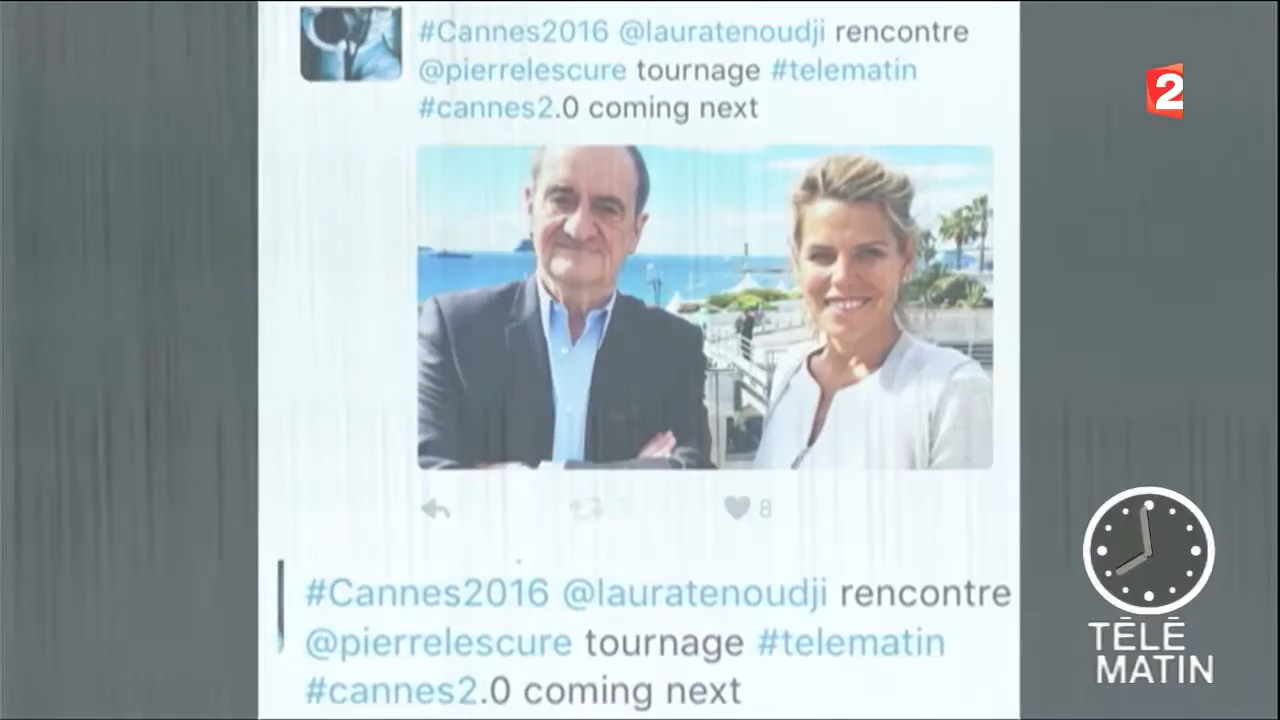 #Cannes2016 @lauratenoudji rencontre
@pierrelescure tournage #telematin
#cannes2.0 coming next
2
8
#Cannes2016 @lauratenoudji rencontre
@pierrelescure tournage #telematin
#cannes2.0 coming next
TÉLÉ
MATIN